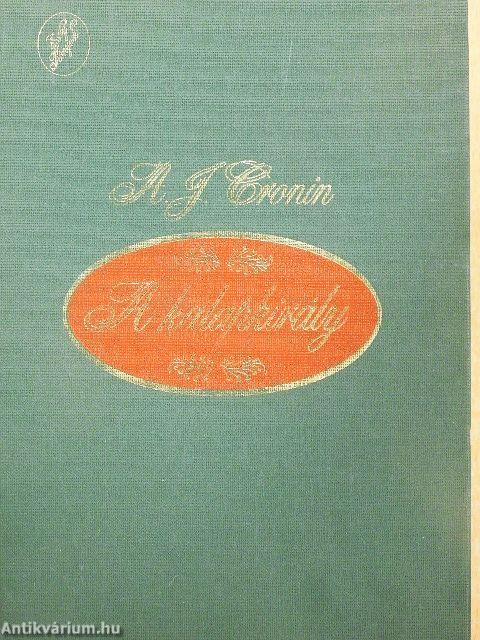 A. J Cronin
A kalapkirály
Antikvárium.hu